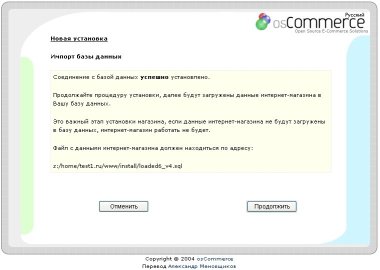 Русский
osCommerce
Open Source E-Commerce Solutions
Новая установка
Импорт базы данных
Соединение с базой данных успешно установлено.
Продолжайте процедуру установки, далее будут загружены данные интернет-магазина в
Вашу базу данных.
Это важный этап установки магазина, если данные интернет-магазина не будут загружены
в базу данных, интернет-магазин работать не будет.
Файл с данными интернет-магазина должен находиться по адресу:
z:/home/test1.ru/www/install/loaded6_v4.sql
Отменить
Продолжить
Copyright © 2004 osCommerce
Перевод Александр Меновщиков